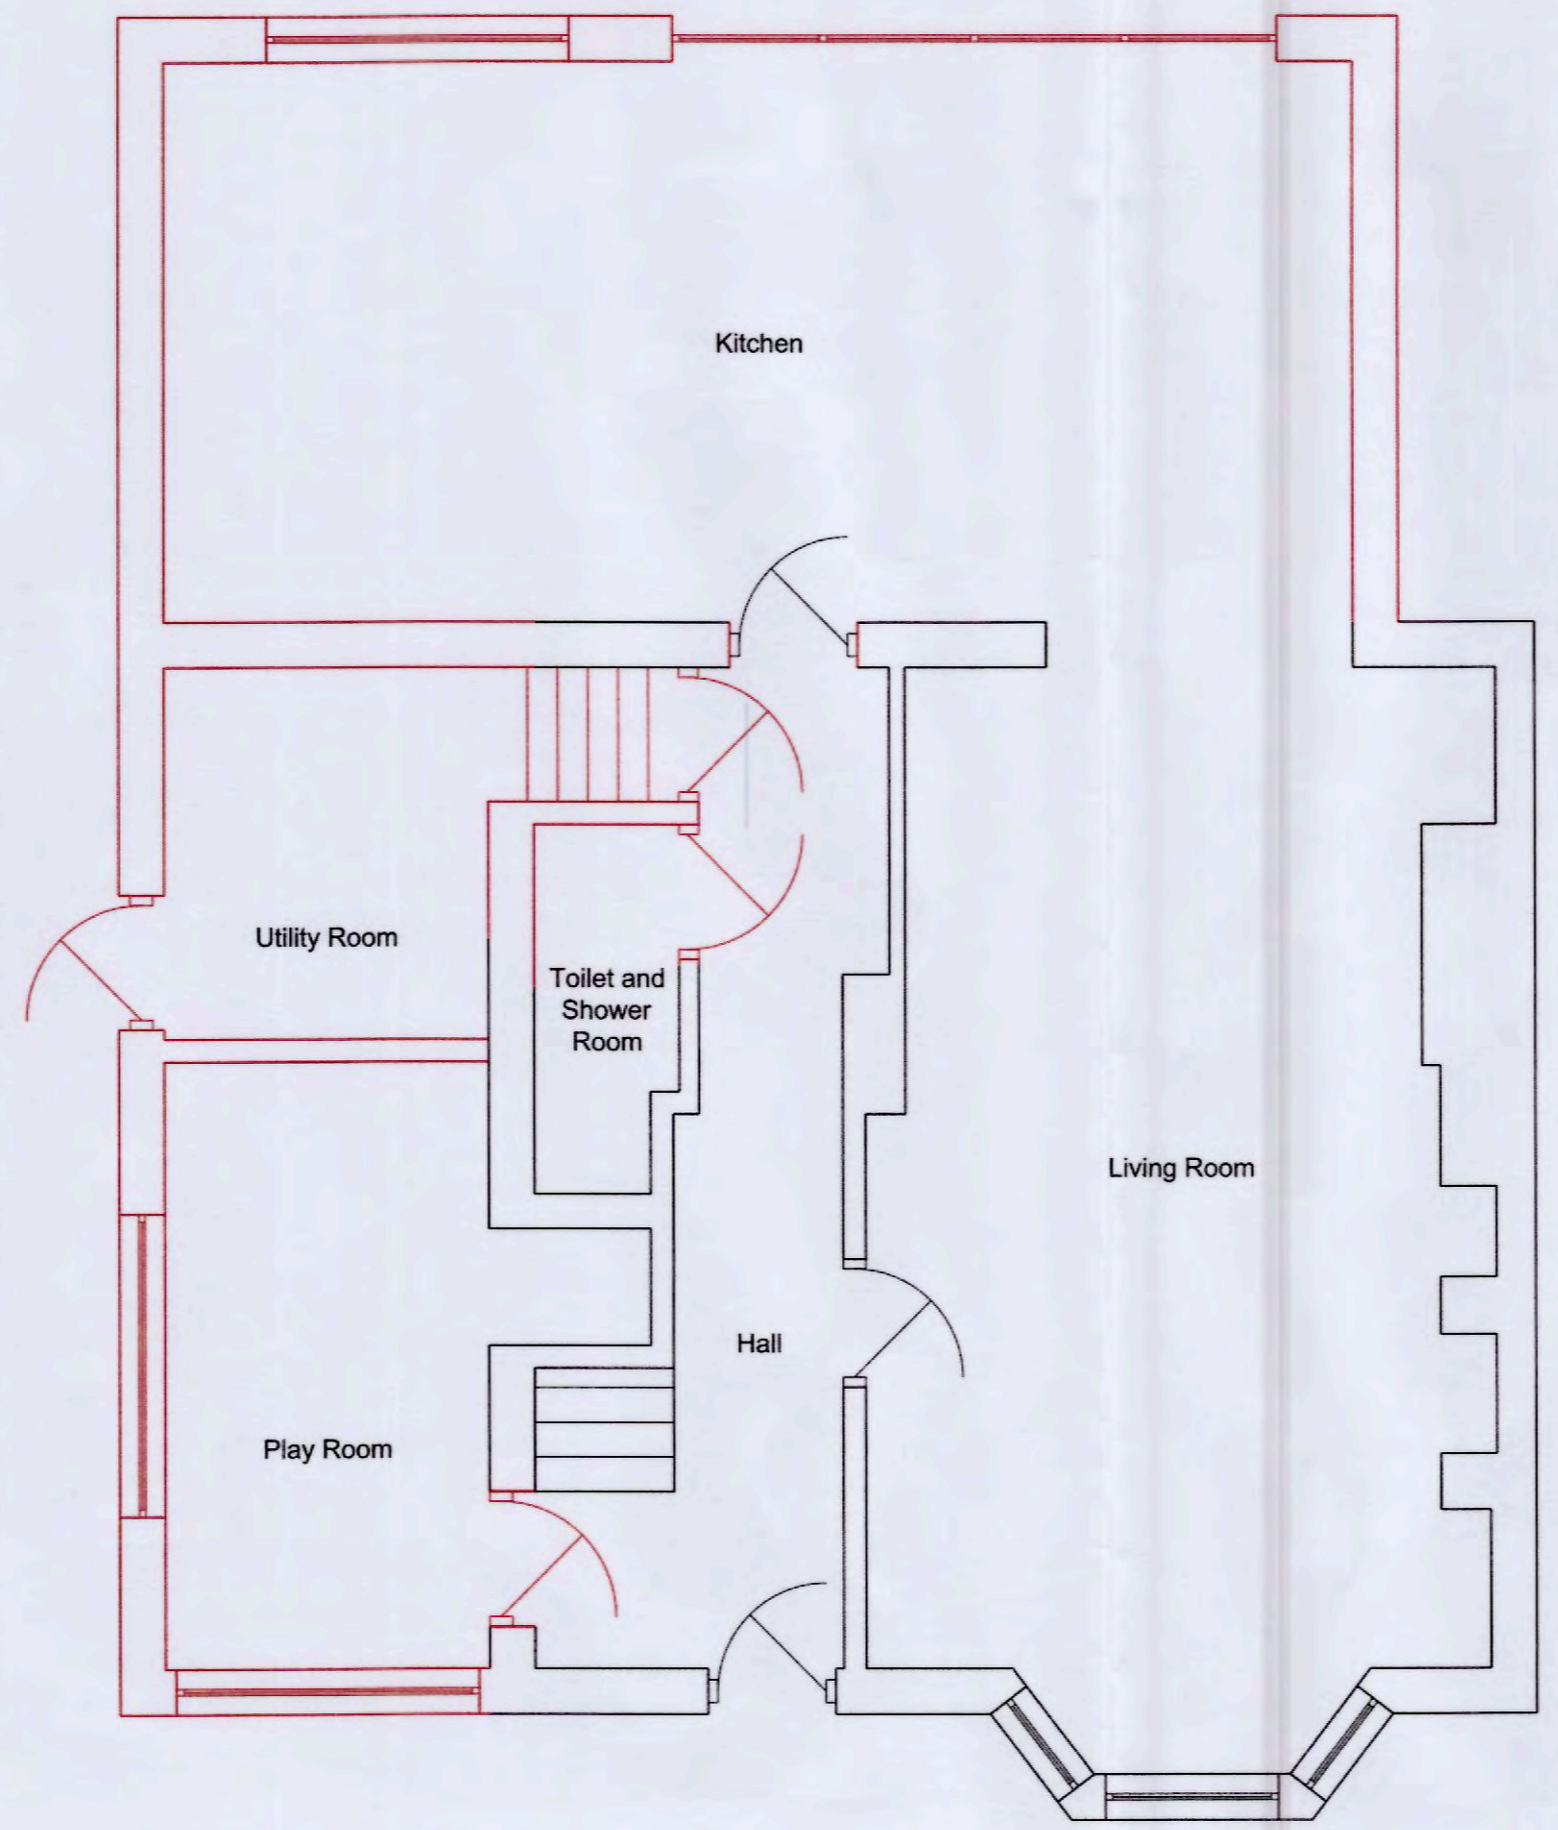 Kitchen
Utility Room
Toilet and
Shower
Room
Living Room
Hall
Play Room